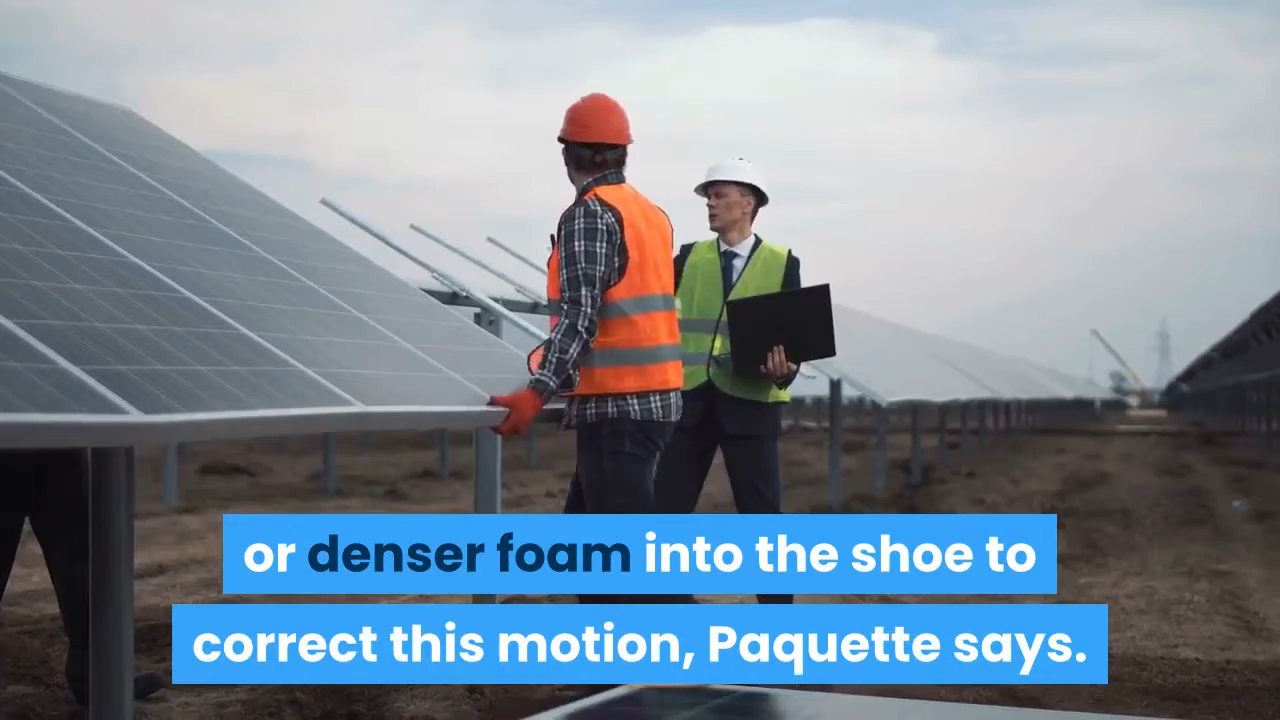 or denser foam into the shoe to
correct this motion, Paquette says.